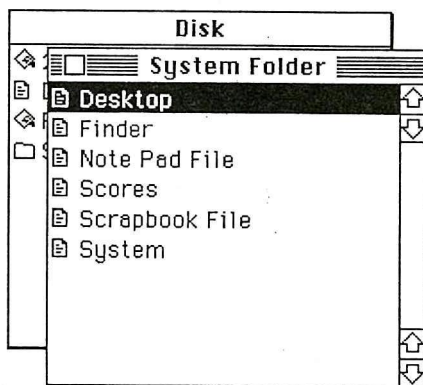 Disk
System Folder
Desktop
Finder
Note Pad File
Scores
Scrapbook File
System